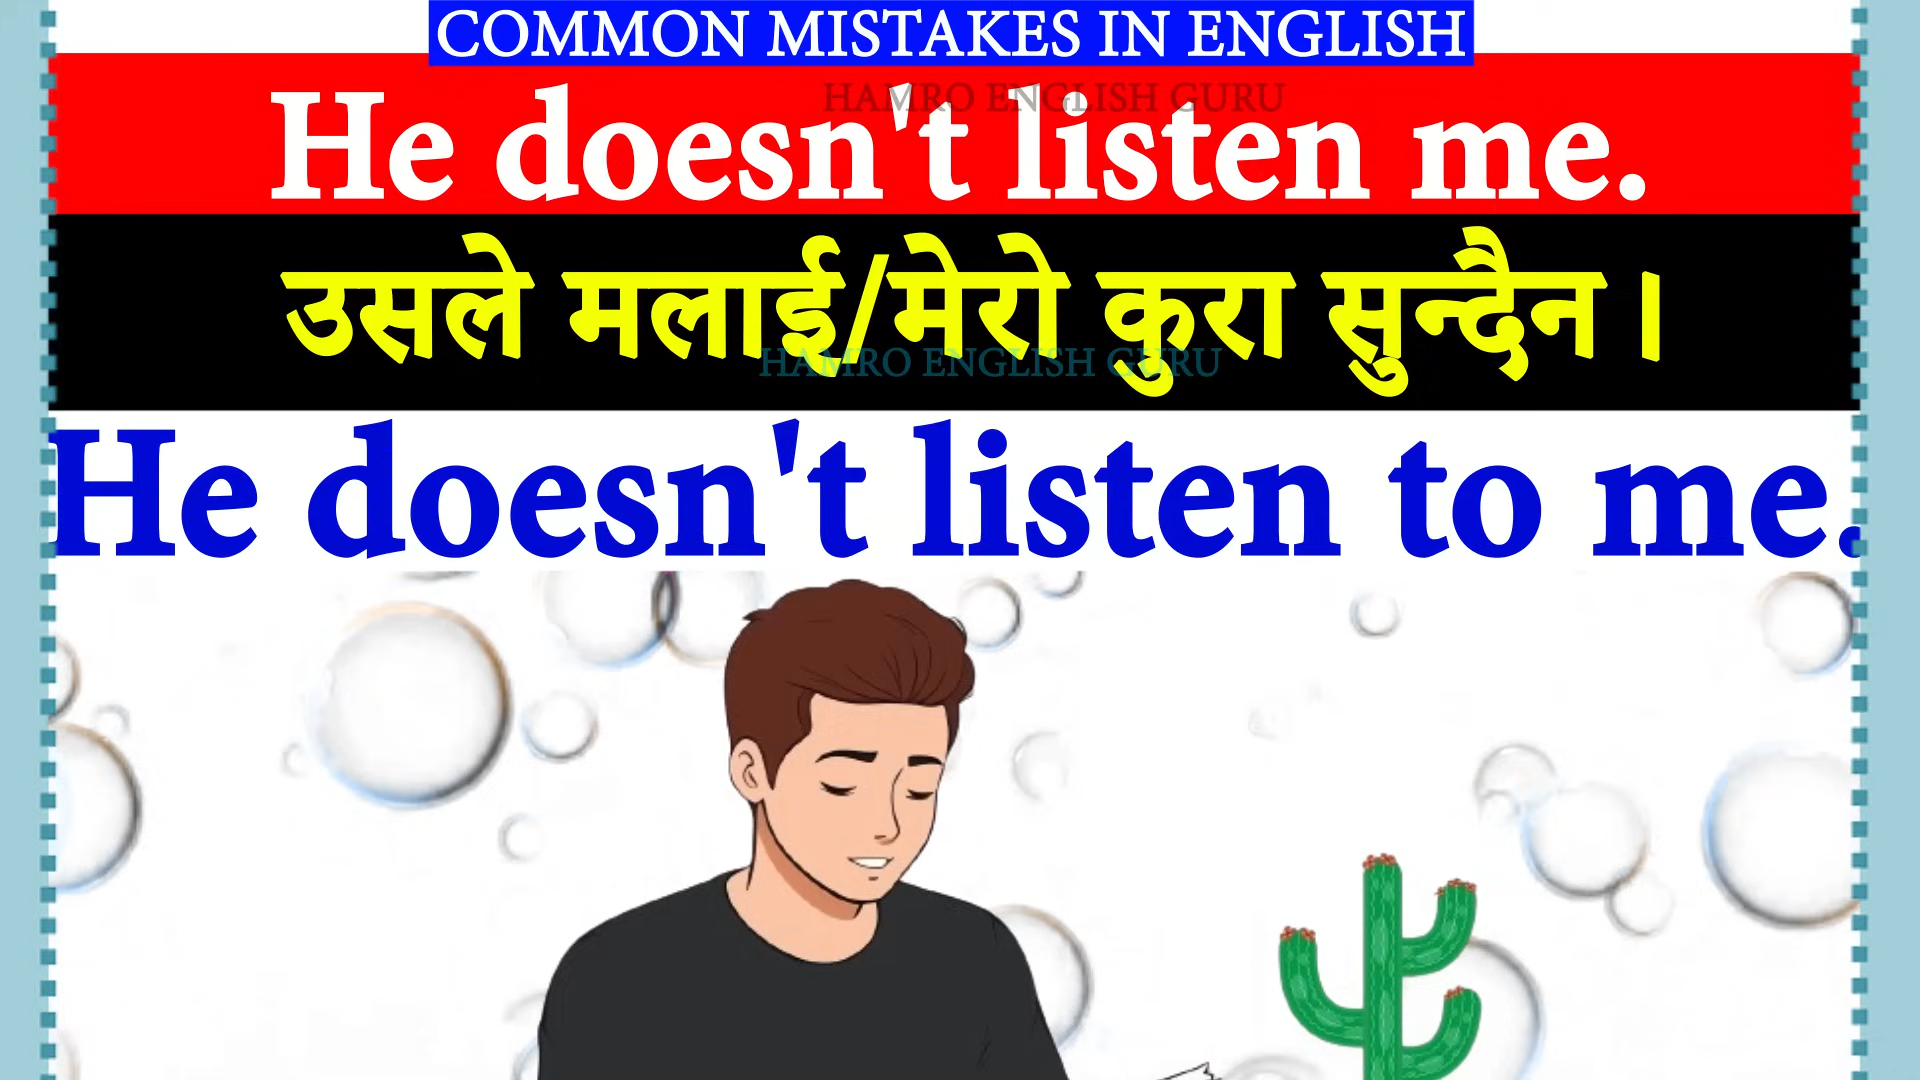 COMMON MISTAKES IN ENGLISH
HAMRO ENGLISH GURU
He doesn't listen me.
उसले मलाई/मेरो कुरा सुन्दैन ।
HAMRO ENGLISH GURU
He doesn't listen to me.